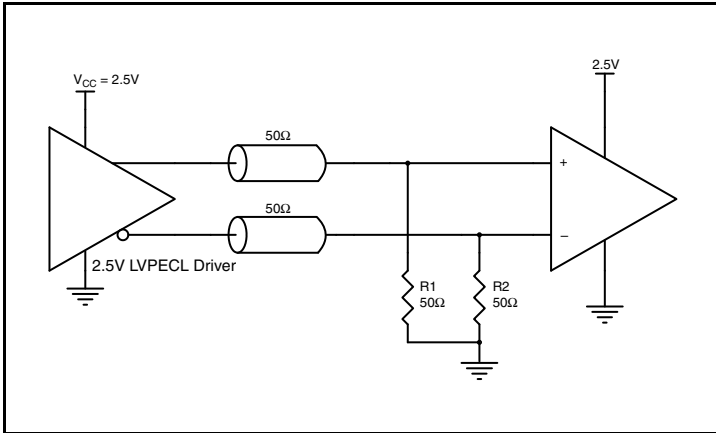 V_CC = 2.5V
2.5V
50Ω
+
50Ω
–
2.5V LVPECL Driver
R1
50Ω
R2
50Ω